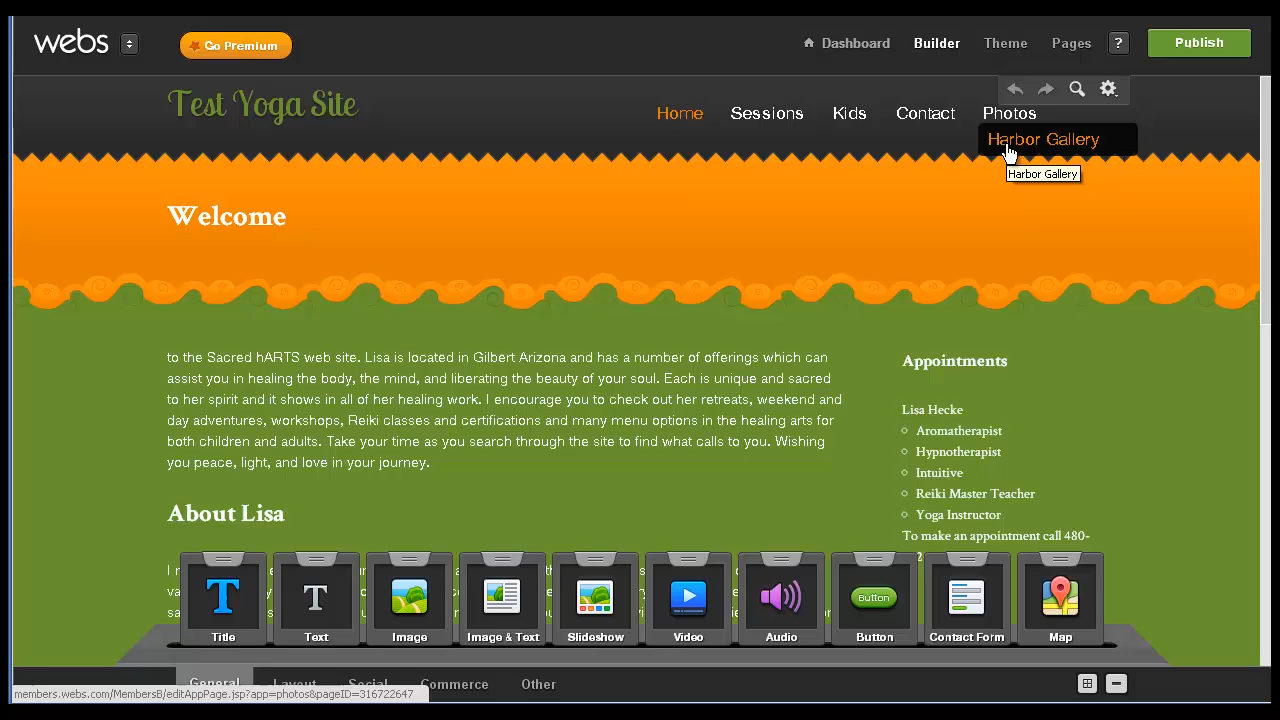 webs
Go Premium
Dashboard
Builder
Theme
Pages
?
Publish
Test Yoga Site
Home
Sessions
Kids
Contact
Photos
Harbor Gallery
Harbor Gallery
Welcome
to the Sacred hARTS web site. Lisa is located in Gilbert Arizona and has a number of offerings which can
assist you in healing the body, the mind, and liberating the beauty of your soul. Each is unique and sacred
to her spirit and it shows in all of her healing work. I encourage you to check out her retreats, weekend and
day adventures, workshops, Reiki classes and certifications and many menu options in the healing arts for
both children and adults. Take your time as you search through the site to find what calls to you. Wishing
you peace, light, and love in your journey.
Appointments
Lisa Hecke
Aromatherapist
Hypnotherapist
Intuitive
Reiki Master Teacher
Yoga Instructor
To make an appointment call 480-
About Lisa
T
Title
T
Text
Image
Image & Text
Slideshow
Video
Audio
Button
Button
Contact Form
Map
General
Layout
Social
Commerce
Other
members.webs.com/MembersB/editAppPage.jsp?app=photos&pageID=316722647